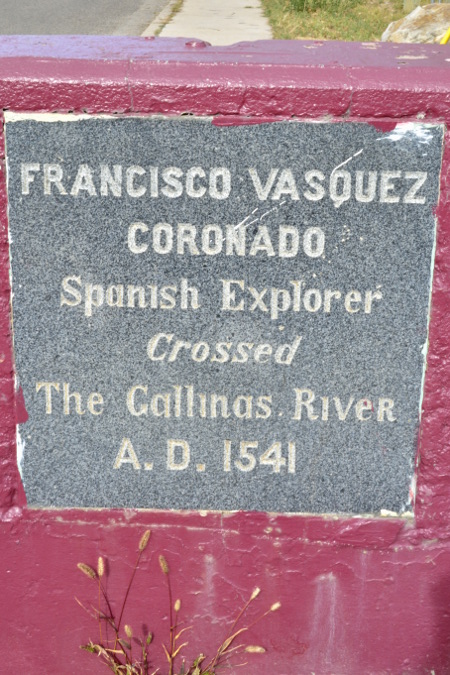 FRANCISCO VASQUEZ
CORONADO
Spanish Explorer
Crossed
The Gallinas River
A. D. 1541